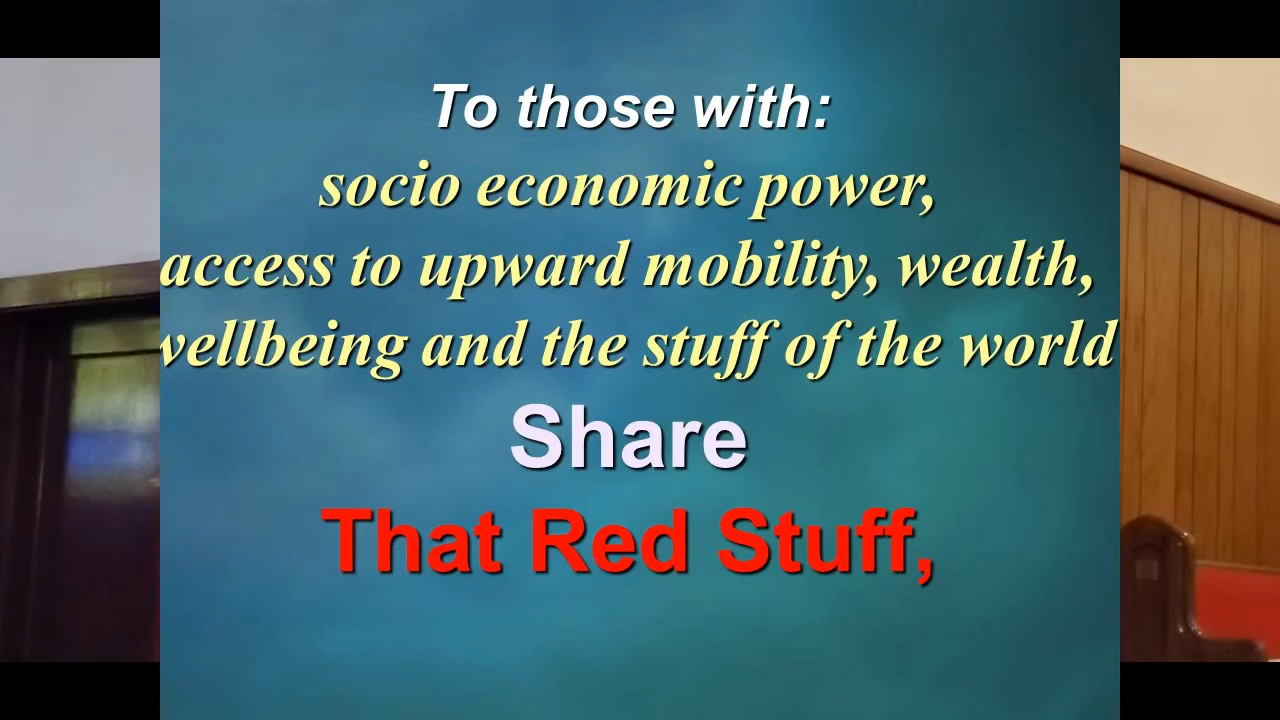 To those with:
socio economic power,
access to upward mobility, wealth,
wellbeing and the stuff of the world
Share
That Red Stuff,